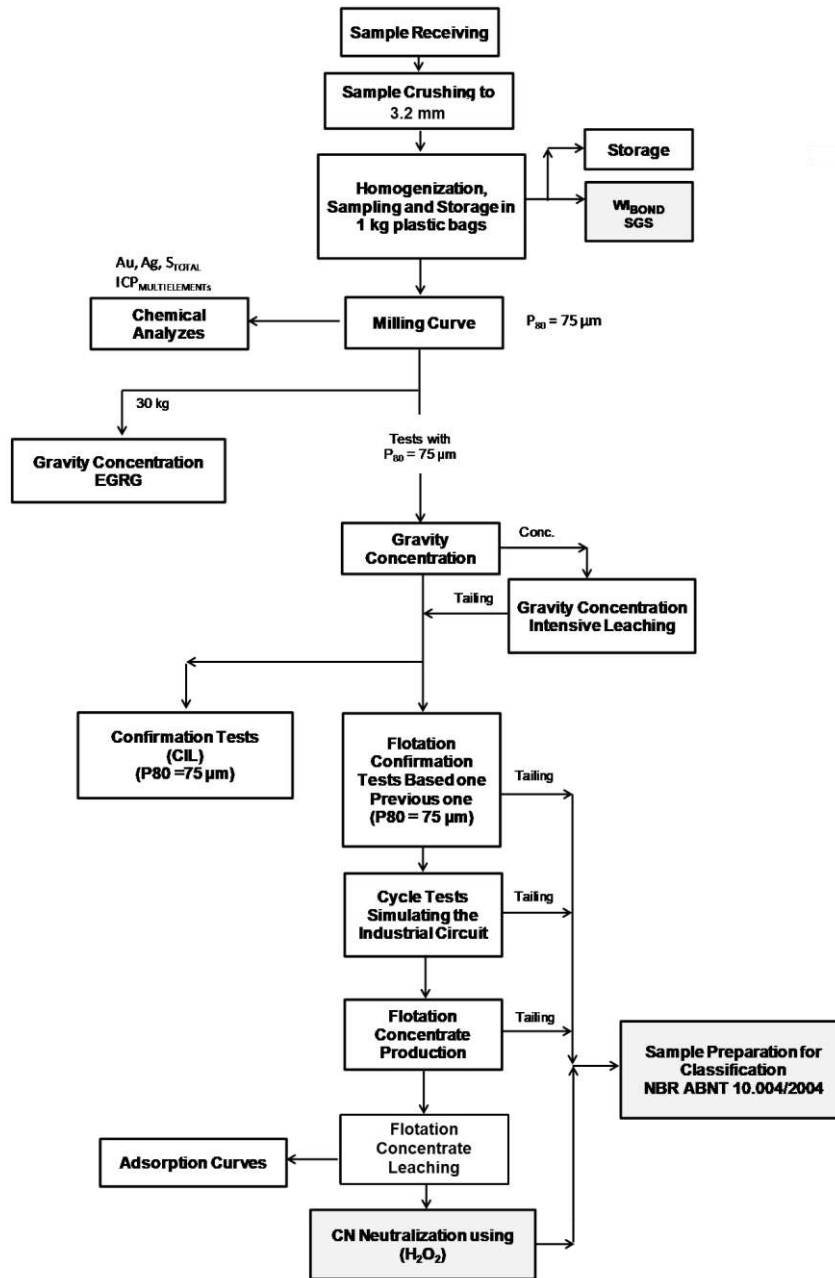 Sample Receiving
Sample Crushing to
3.2 mm
Homogenization,
Sampling and Storage in
1 kg plastic bags
Storage
WI_BOND
SGS
Au, Ag, S_TOTAL
ICP_MULTIELEMENTs
Chemical
Analyzes
Milling Curve
P₈₀ = 75 µm
30 kg
Gravity Concentration
EGRG
Tests with
P₈₀ = 75 µm
Gravity
Concentration
Conc.
Tailing
Gravity Concentration
Intensive Leaching
Confirmation Tests
(CIL)
(P80 =75 µm)
Flotation
Confirmation
Tests Based one
Previous one
(P80 = 75 µm)
Tailing
Cycle Tests
Simulating the
Industrial Circuit
Tailing
Flotation
Concentrate
Production
Tailing
Sample Preparation for
Classification
NBR ABNT 10.004/2004
Flotation
Concentrate
Leaching
Adsorption Curves
CN Neutralization using
(H₂O₂)